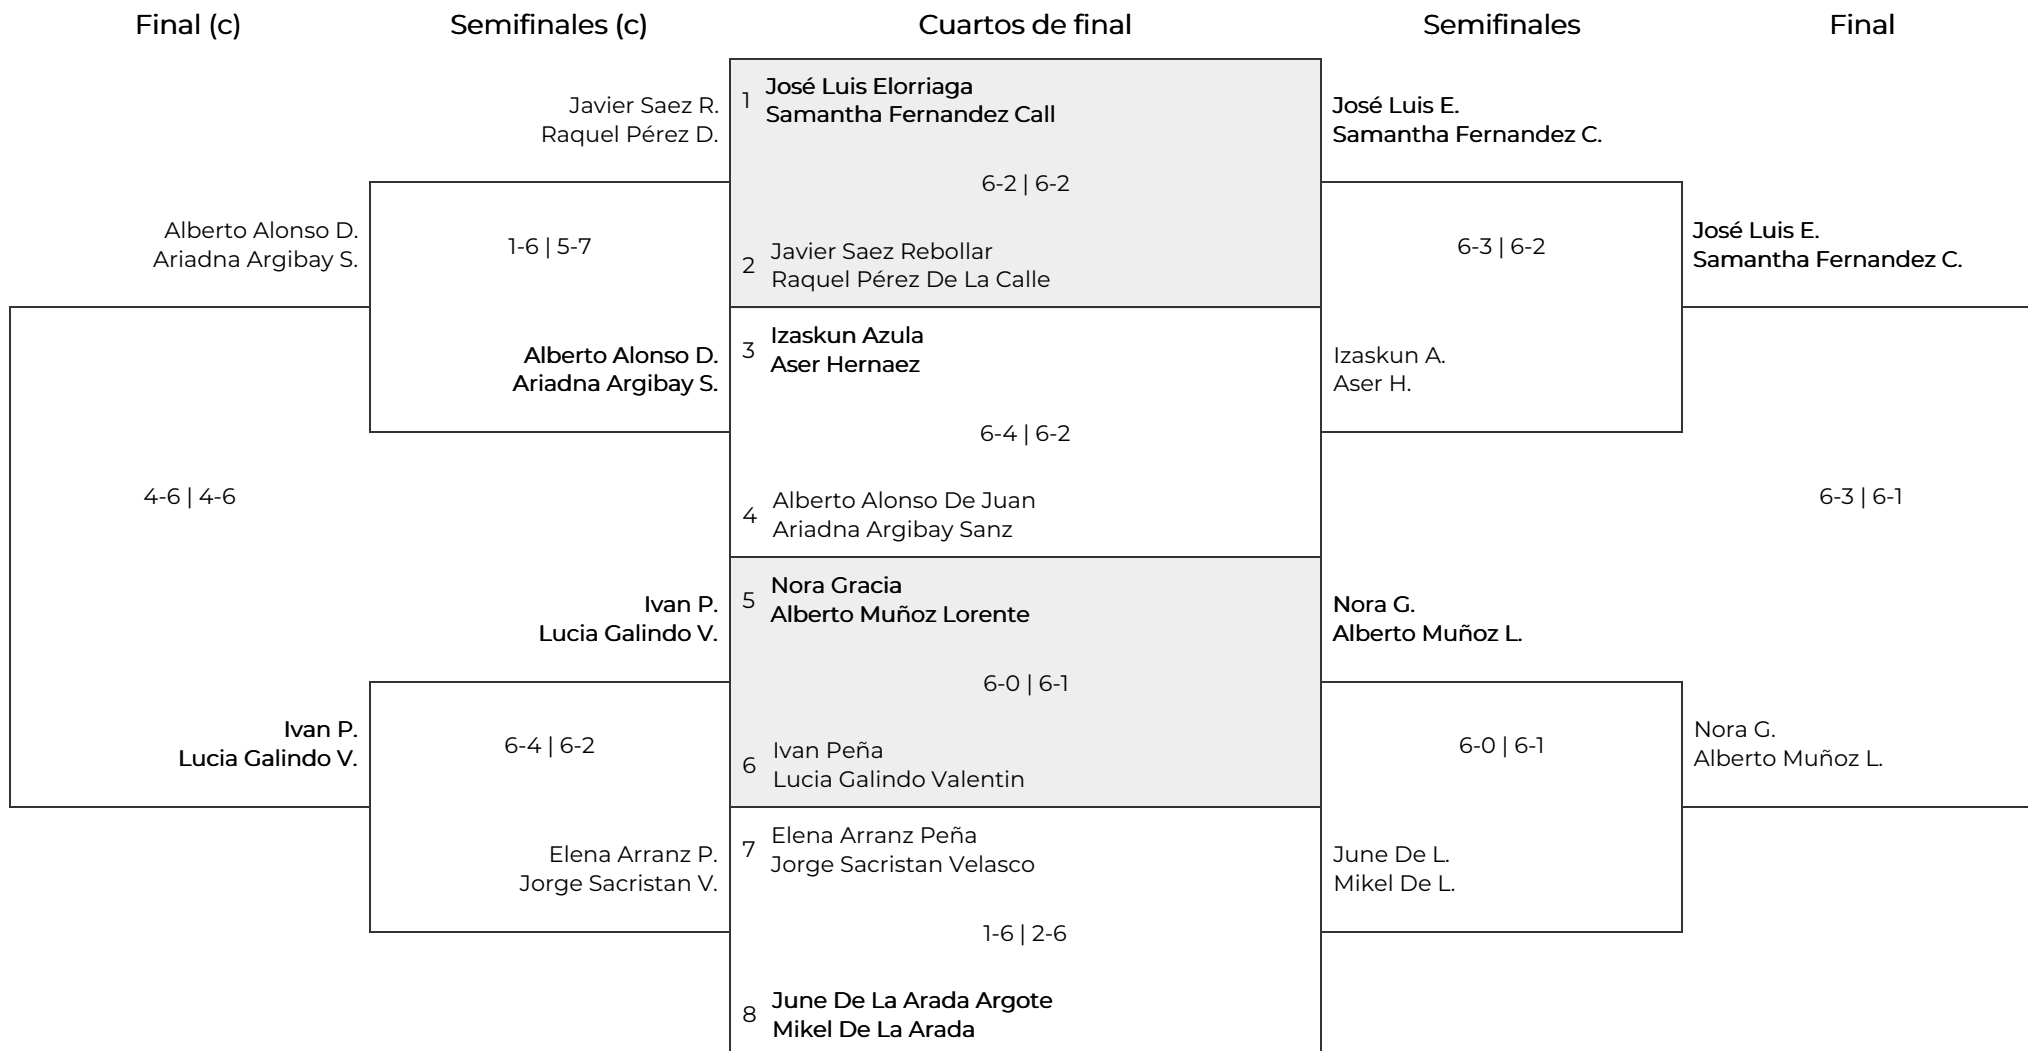 Final (c)
Semifinales (c)
Cuartos de final
Semifinales
Final
Alberto Alonso D.
Ariadna Argibay S.
4-6 | 4-6
Ivan P.
Lucia Galindo V.
Javier Saez R.
Raquel Pérez D.
1-6 | 5-7
Alberto Alonso D.
Ariadna Argibay S.
Ivan P.
Lucia Galindo V.
6-4 | 6-2
Elena Arranz P.
Jorge Sacristan V.
1
José Luis Elorriaga
Samantha Fernandez Call
6-2 | 6-2
2
Javier Saez Rebollar
Raquel Pérez De La Calle
3
Izaskun Azula
Aser Hernaez
6-4 | 6-2
4
Alberto Alonso De Juan
Ariadna Argibay Sanz
5
Nora Gracia
Alberto Muñoz Lorente
6-0 | 6-1
6
Ivan Peña
Lucia Galindo Valentin
7
Elena Arranz Peña
Jorge Sacristan Velasco
1-6 | 2-6
8
June De La Arada Argote
Mikel De La Arada
José Luis E.
Samantha Fernandez C.
6-3 | 6-2
Izaskun A.
Aser H.
Nora G.
Alberto Muñoz L.
6-0 | 6-1
June De L.
Mikel De L.
José Luis E.
Samantha Fernandez C.
6-3 | 6-1
Nora G.
Alberto Muñoz L.